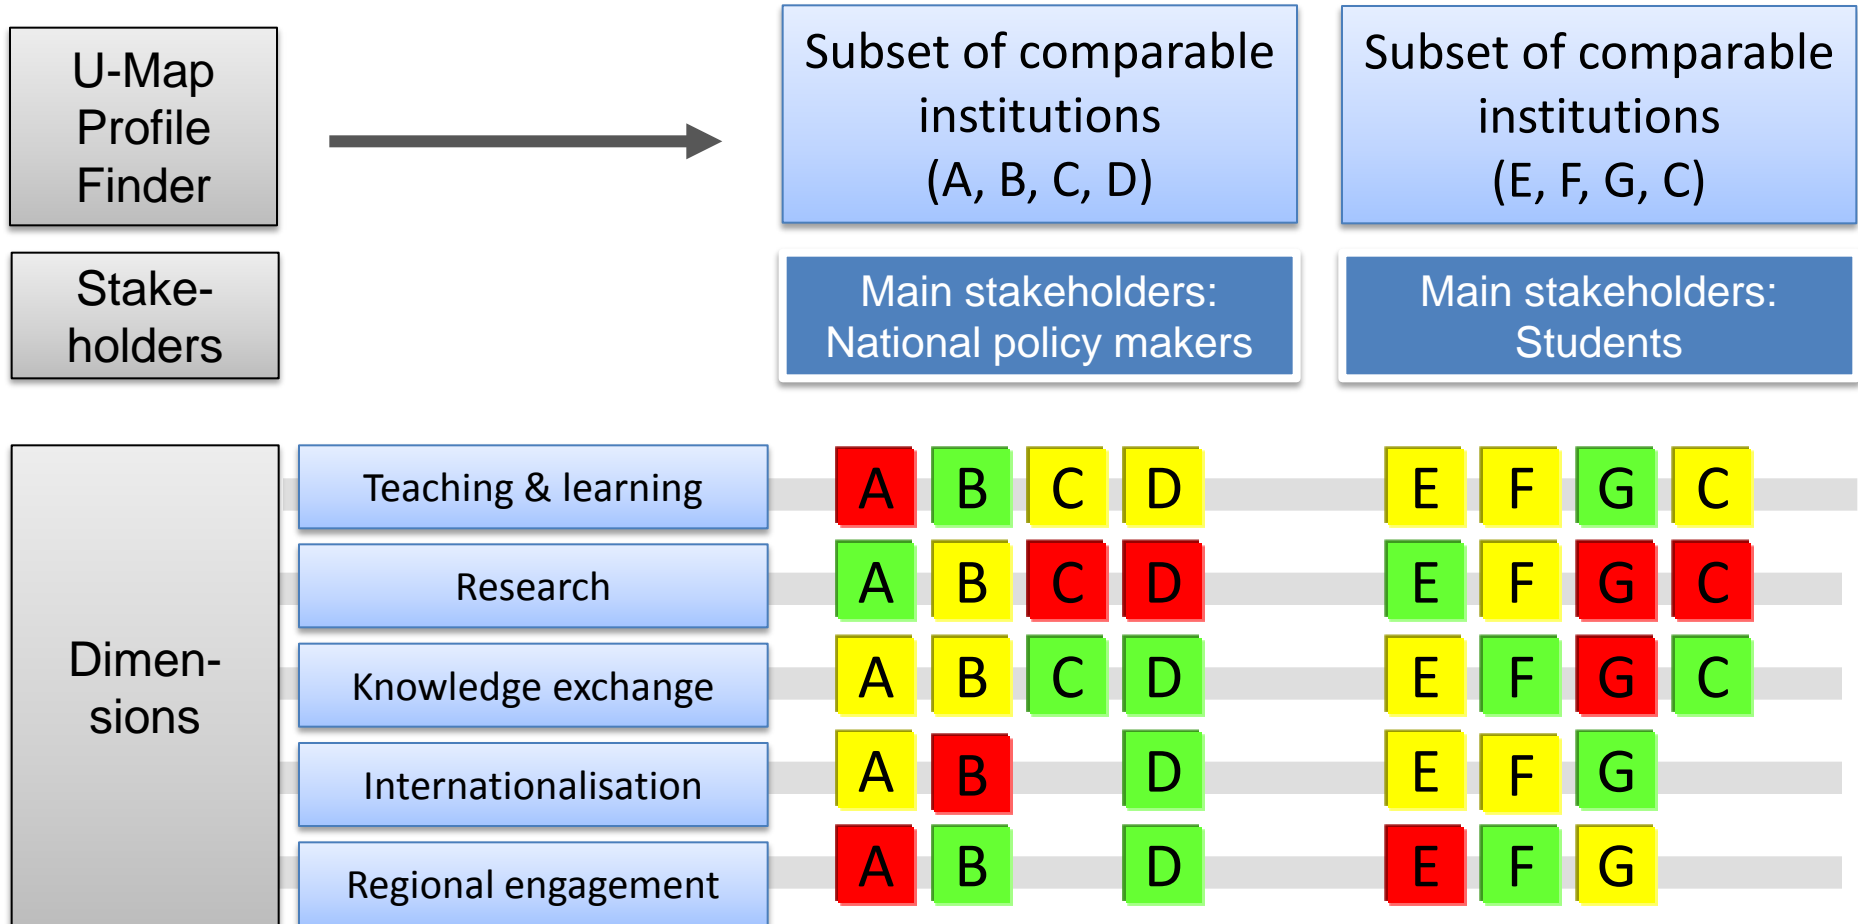 U-Map
Profile
Finder
Subset of comparable
institutions
(A, B, C, D)
Subset of comparable
institutions
(E, F, G, C)
Stake-
holders
Main stakeholders:
National policy makers
Main stakeholders:
Students
Dimen-
sions
Teaching & learning
A B C D E F G C
Research
A B C D E F G C
Knowledge exchange
A B C D E F G C
Internationalisation
A B D E F G
Regional engagement
A B D E F G